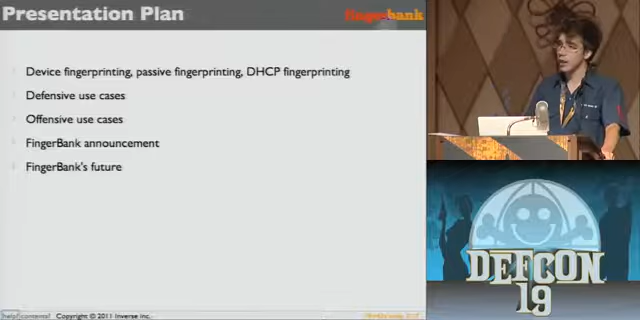 Presentation Plan
fingerbank
Device fingerprinting, passive fingerprinting, DHCP fingerprinting
Defensive use cases
Offensive use cases
FingerBank announcement
FingerBank's future
Copyright © 2011 Inverse inc.
DEFCON
19